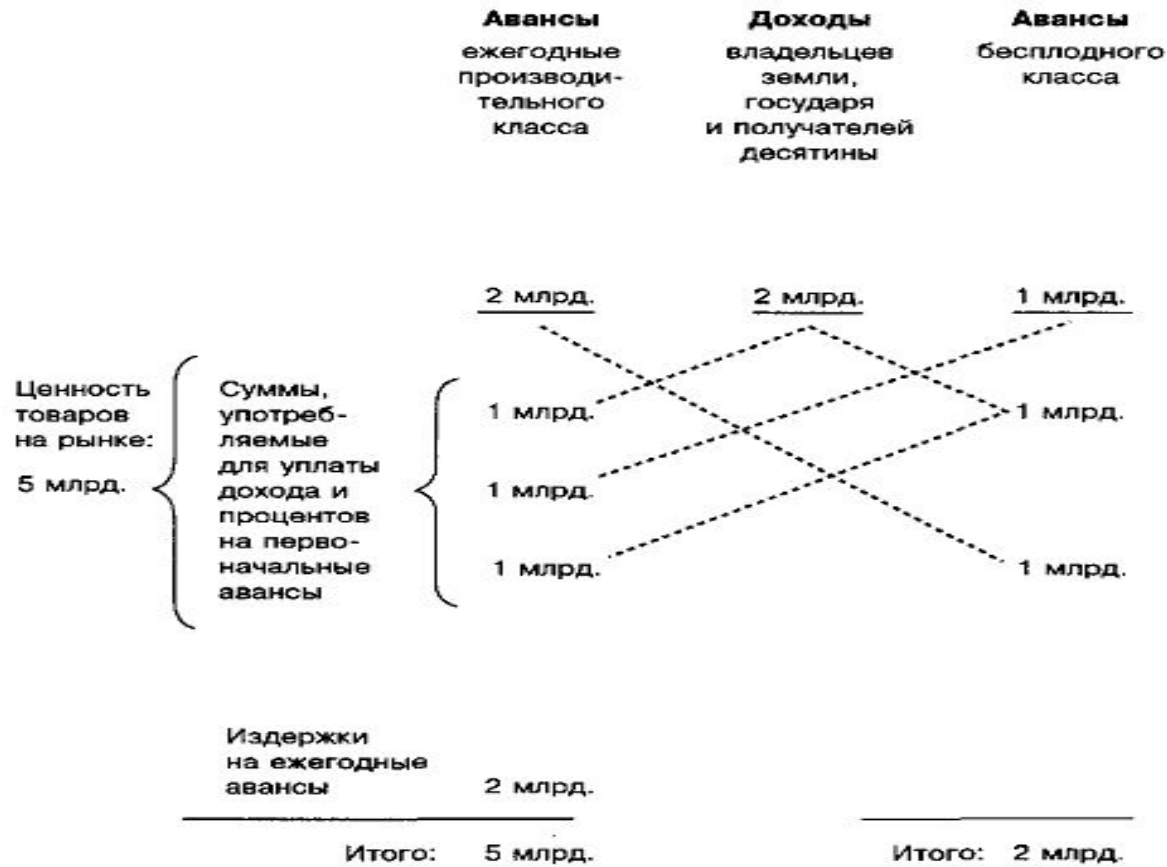 Авансы
ежегодные
производи-
тельного
класса
Доходы
владельцев
земли,
государя
и получателей
десятины
Авансы
бесплодного
класса
2 млрд.
2 млрд.
1 млрд.
Ценность
товаров
на рынке:
5 млрд.
Суммы,
употреб-
ляемые
для уплаты
дохода и
процентов
на перво-
начальные
авансы
1 млрд.
1 млрд.
1 млрд.
1 млрд.
1 млрд.
Издержки
на ежегодные
авансы
2 млрд.
Итого: 5 млрд.
Итого: 2 млрд.